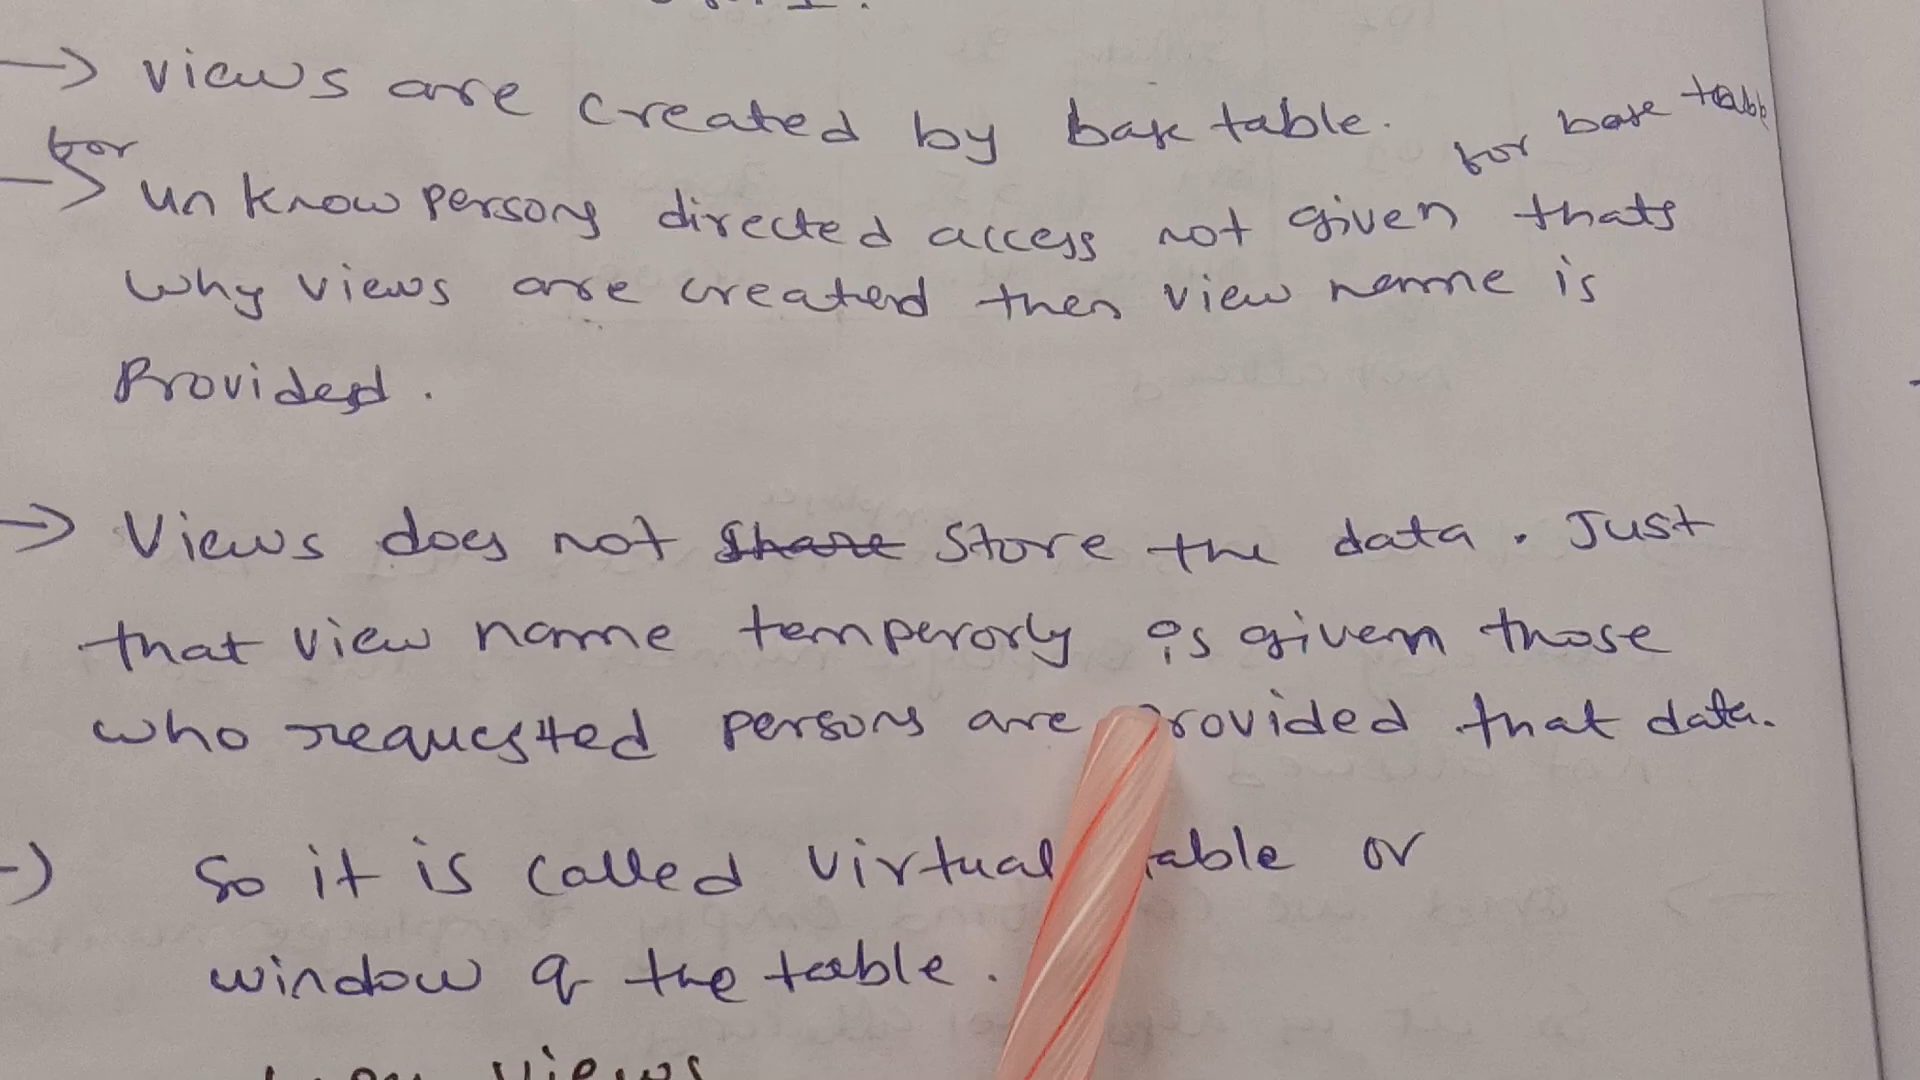 → views are created by base table.
for base table
for
→ unknow persons directed access not given thats
why views are created then view name is
Provided.
→ Views does not share store the data. Just
that view name temperorly is given those
who requested persons are provided that data.
→ So it is called virtual table or
window of the table.
views